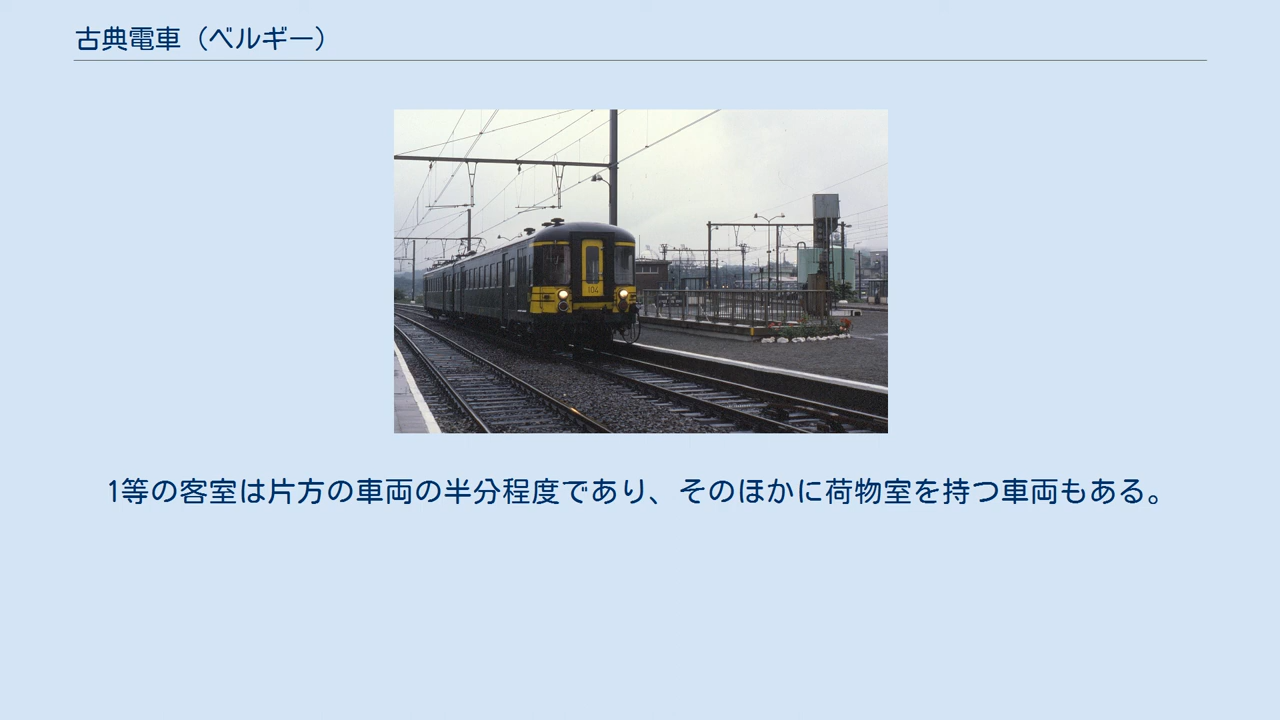 古典電車（ベルギー）
104
1等の客室は片方の車両の半分程度であり、そのほかに荷物室を持つ車両もある。